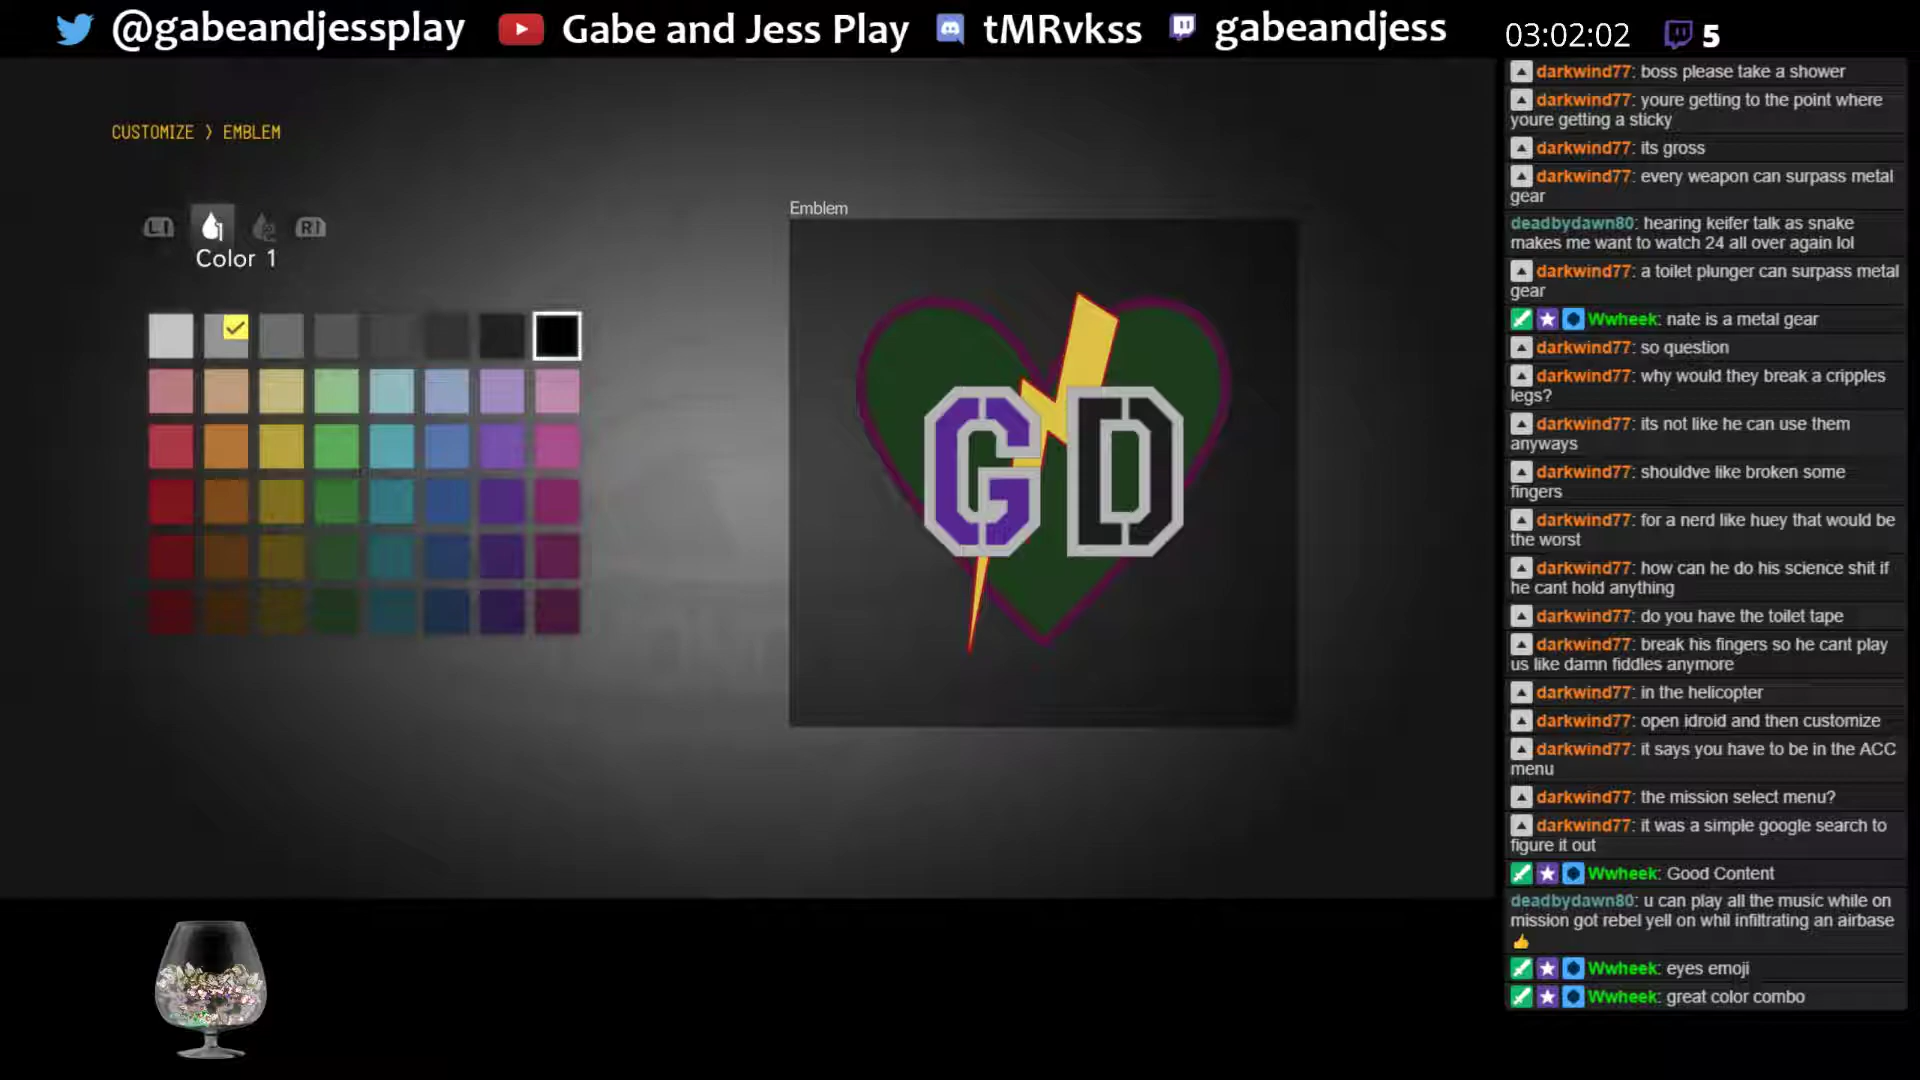 @gabeandjessplay Gabe and Jess Play tMRvkss gabeandjess 03:02:02 5
CUSTOMIZE > EMBLEM
L1 1 2 R1
Color 1
Emblem
GD
darkwind77: boss please take a shower
darkwind77: youre getting to the point where
youre getting a sticky
darkwind77: its gross
darkwind77: every weapon can surpass metal
gear
deadbydawn80: hearing keifer talk as snake
makes me want to watch 24 all over again lol
darkwind77: a toilet plunger can surpass metal
gear
Wwheek: nate is a metal gear
darkwind77: so question
darkwind77: why would they break a cripples
legs?
darkwind77: its not like he can use them
anyways
darkwind77: shouldve like broken some
fingers
darkwind77: for a nerd like huey that would be
the worst
darkwind77: how can he do his science shit if
he cant hold anything
darkwind77: do you have the toilet tape
darkwind77: break his fingers so he cant play
us like damn fiddles anymore
darkwind77: in the helicopter
darkwind77: open idroid and then customize
darkwind77: it says you have to be in the ACC
menu
darkwind77: the mission select menu?
darkwind77: it was a simple google search to
figure it out
Wwheek: Good Content
deadbydawn80: u can play all the music while on
mission got rebel yell on whil infiltrating an airbase
👍
Wwheek: eyes emoji
Wwheek: great color combo